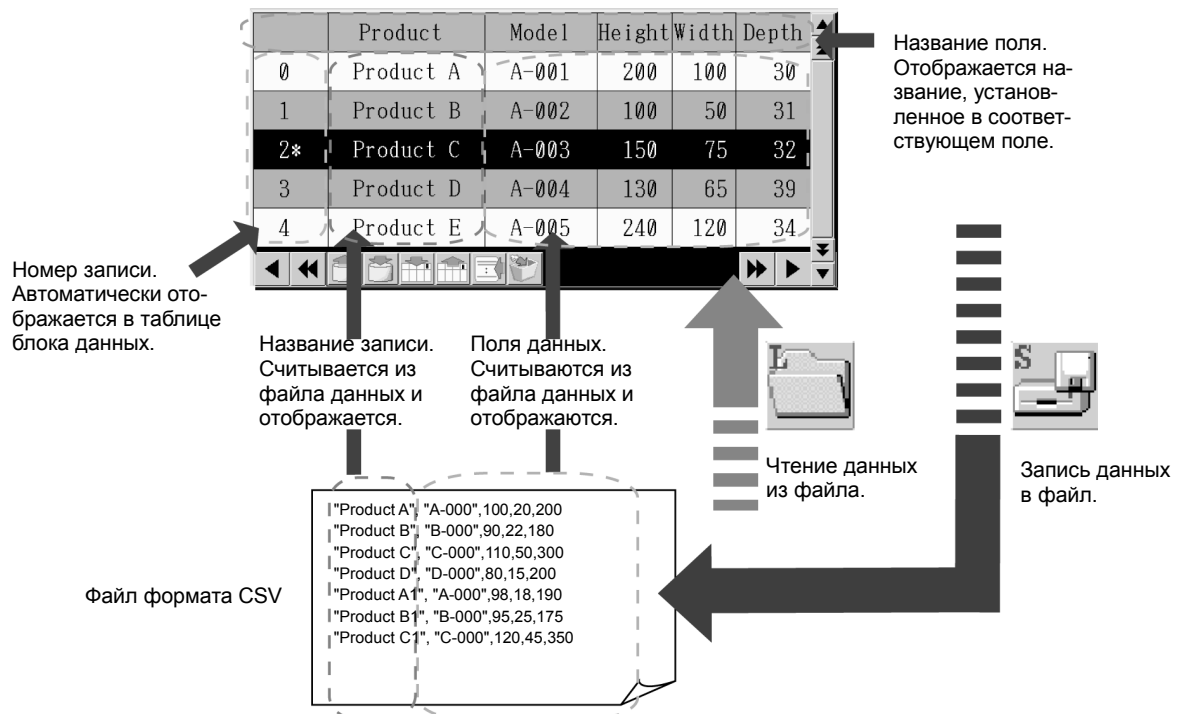 Product Model Height Width Depth
0 Product A A-001 200 100 30
1 Product B A-002 100 50 31
2* Product C A-003 150 75 32
3 Product D A-004 130 65 39
4 Product E A-005 240 120 34
Название поля.
Отображается на-
звание, установ-
ленное в соответ-
ствующем поле.
Номер записи.
Автоматически ото-
бражается в таблице
блока данных.
Название записи.
Считывается из
файла данных и
отображается.
Поля данных.
Считываются из
файла данных и
отображаются.
L
Чтение данных
из файла.
S
Запись данных
в файл.
Файл формата CSV
"Product A", "A-000",100,20,200
"Product B", "B-000",90,22,180
"Product C", "C-000",110,50,300
"Product D", "D-000",80,15,200
"Product A1", "A-000",98,18,190
"Product B1", "B-000",95,25,175
"Product C1", "C-000",120,45,350